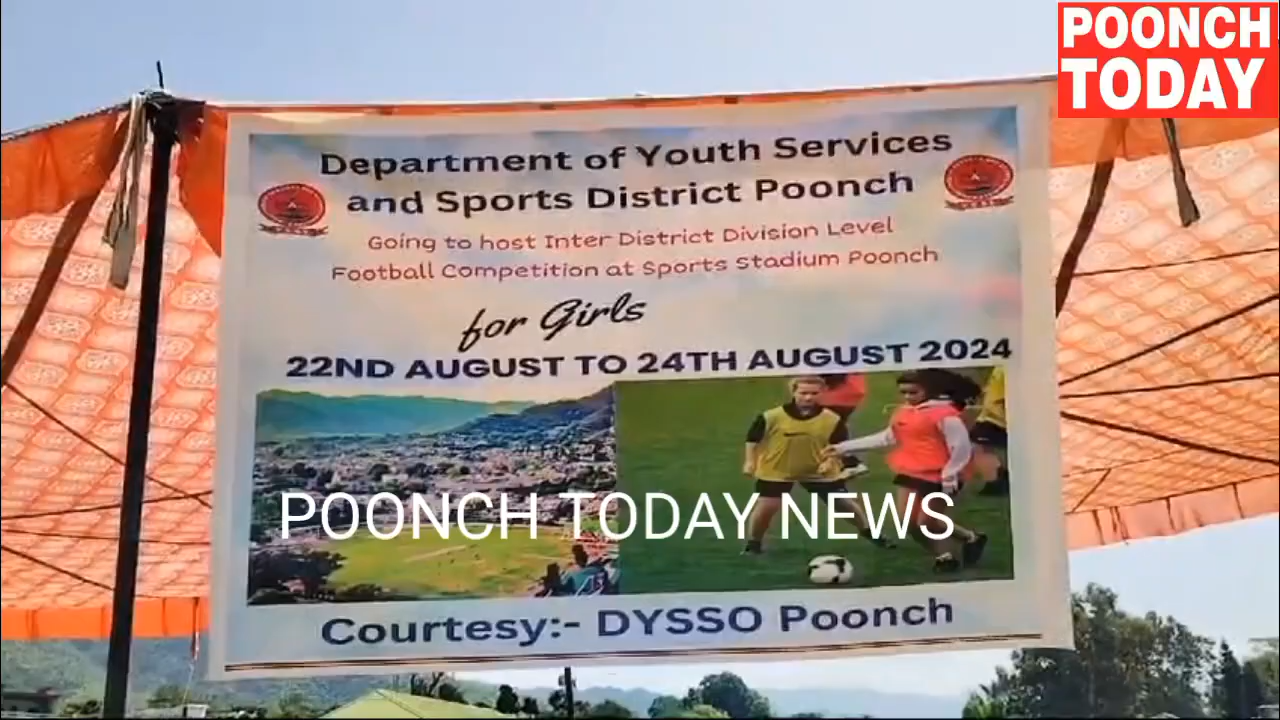 POONCH
TODAY
Department of Youth Services
and Sports District Poonch
Going to host Inter District Division Level
Football Competition at Sports Stadium Poonch
for Girls
22ND AUGUST TO 24TH AUGUST 2024
POONCH TODAY NEWS
Courtesy:- DYSSO Poonch